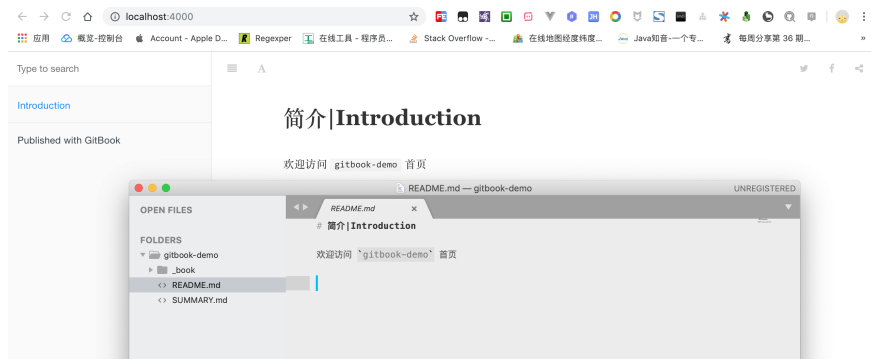 localhost:4000
应用 概览-控制台 Account - Apple D... Regexper 在线工具 - 程序员... Stack Overflow -... 在线地图经度纬度... Java知音-一个专... 每周分享第 36 期... »
Type to search
A
Introduction
Published with GitBook
简介|Introduction
欢迎访问 gitbook-demo 首页
README.md — gitbook-demo
UNREGISTERED
OPEN FILES
FOLDERS
gitbook-demo
_book
README.md
SUMMARY.md
README.md ×
# 简介|Introduction
欢迎访问 `gitbook-demo` 首页